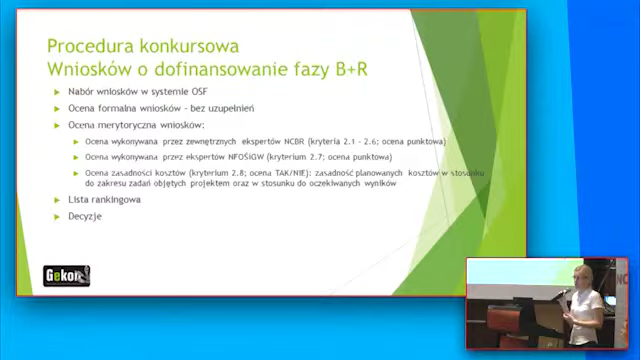 Procedura konkursowa
Wniosków o dofinansowanie fazy B+R
Nabór wniosków w systemie OSF
Ocena formalna wniosków - bez uzupełnień
Ocena merytoryczna wniosków:
Ocena wykonywana przez zewnętrznych ekspertów NCBR (kryteria 2.1 - 2.6; ocena punktowa)
Ocena wykonywana przez ekspertów NFOŚIGW (kryterium 2.7; ocena punktowa)
Ocena zasadności kosztów (kryterium 2.8; ocena TAK/NIE): zasadność planowanych kosztów w stosunku
do zakresu zadań objętych projektem oraz w stosunku do oczekiwanych wyników
Lista rankingowa
Decyzje
Gekon